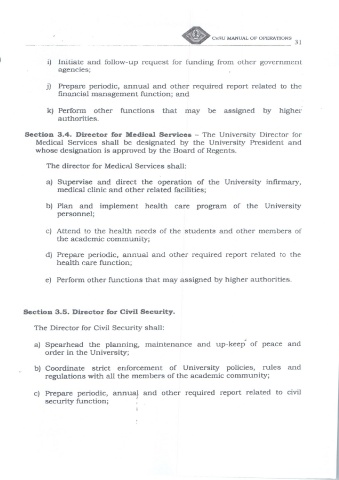 CvSU MANUAL OF OPERATIONS
31
i) Initiate and follow-up request for funding from other government
agencies;
j) Prepare periodic, annual and other required report related to the
financial management function; and
k) Perform other functions that may be assigned by higher
authorities.
Section 3.4. Director for Medical Services – The University Director for
Medical Services shall be designated by the University President and
whose designation is approved by the Board of Regents.
The director for Medical Services shall:
a) Supervise and direct the operation of the University infirmary,
medical clinic and other related facilities;
b) Plan and implement health care program of the University
personnel;
c) Attend to the health needs of the students and other members of
the academic community;
d) Prepare periodic, annual and other required report related to the
health care function;
e) Perform other functions that may assigned by higher authorities.
Section 3.5. Director for Civil Security.
The Director for Civil Security shall:
a) Spearhead the planning, maintenance and up-keep of peace and
order in the University;
b) Coordinate strict enforcement of University policies, rules and
regulations with all the members of the academic community;
c) Prepare periodic, annual and other required report related to civil
security function;